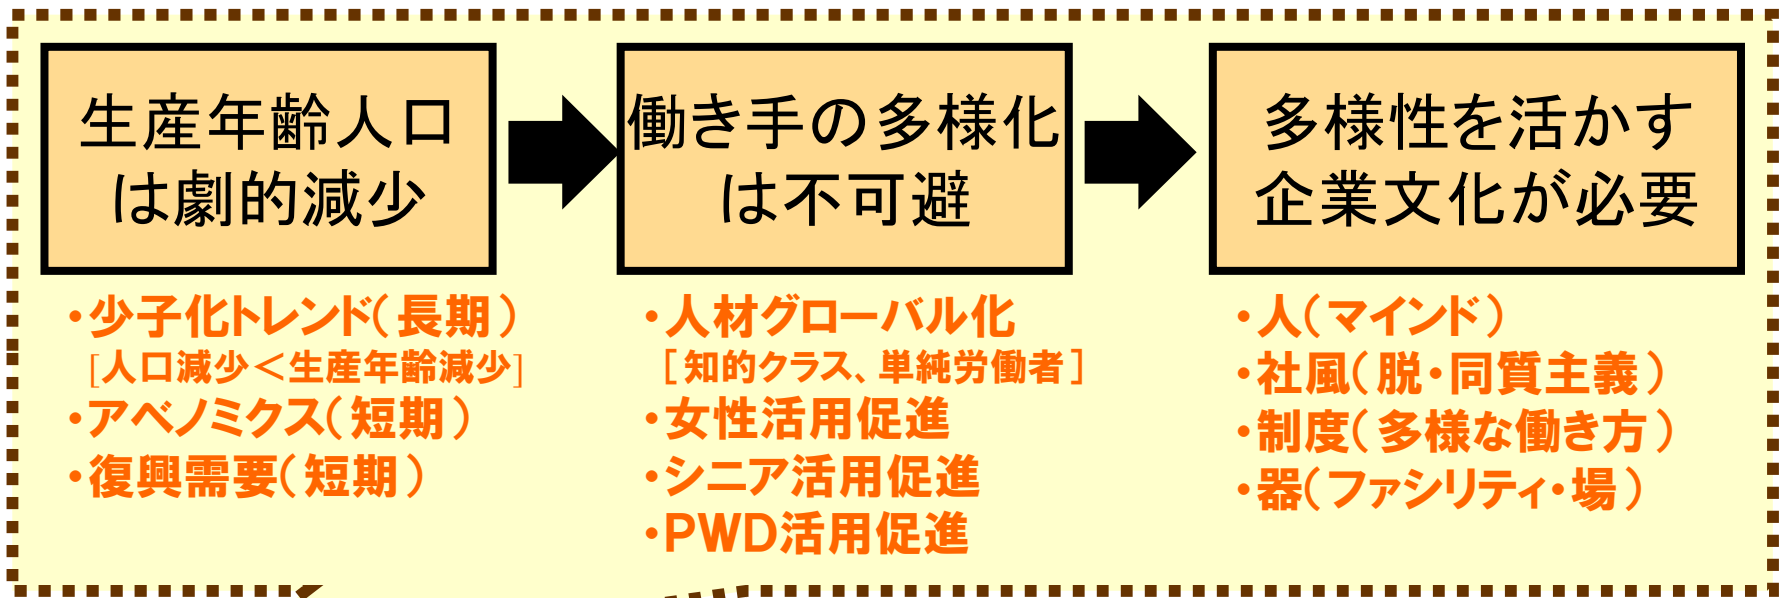 生産年齢人口
は劇的減少
・少子化トレンド(長期)
[人口減少＜生産年齢減少]
・アベノミクス(短期)
・復興需要(短期)
働き手の多様化
は不可避
・人材グローバル化
[知的クラス、単純労働者]
・女性活用促進
・シニア活用促進
・PWD活用促進
多様性を活かす
企業文化が必要
・人(マインド)
・社風(脱・同質主義)
・制度(多様な働き方)
・器(ファシリティ・場)